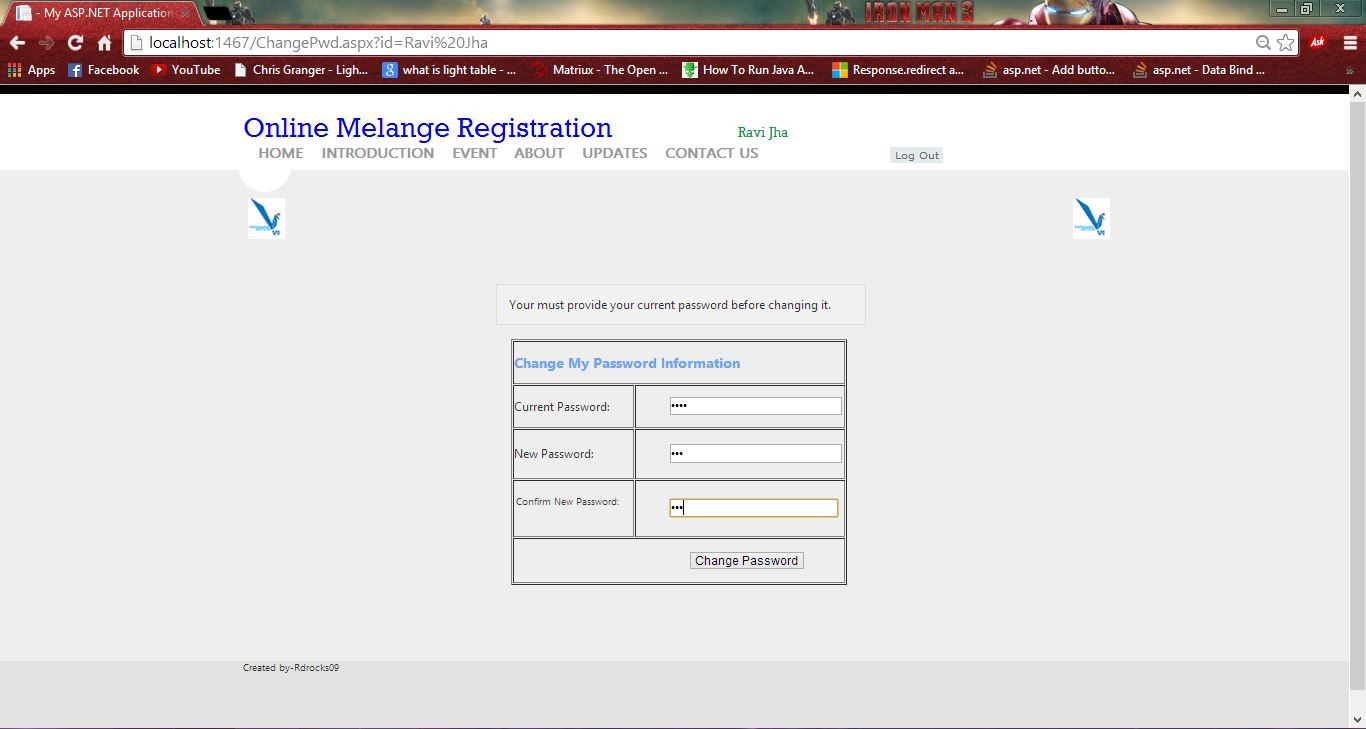 - My ASP.NET Application
IRON MAN 3
localhost:1467/ChangePwd.aspx?id=Ravi%20Jha
Ask
Apps Facebook YouTube Chris Granger - Ligh... what is light table - ... Matriux - The Open ... How To Run Java A... Response.redirect a... asp.net - Add butto... asp.net - Data Bind ... »
Online Melange Registration
Ravi Jha
HOME INTRODUCTION EVENT ABOUT UPDATES CONTACT US
Log Out
VI
VI
Your must provide your current password before changing it.
Change My Password Information
Current Password: ••••
New Password: •••
Confirm New Password: •••
Change Password
Created by-Rdrocks09